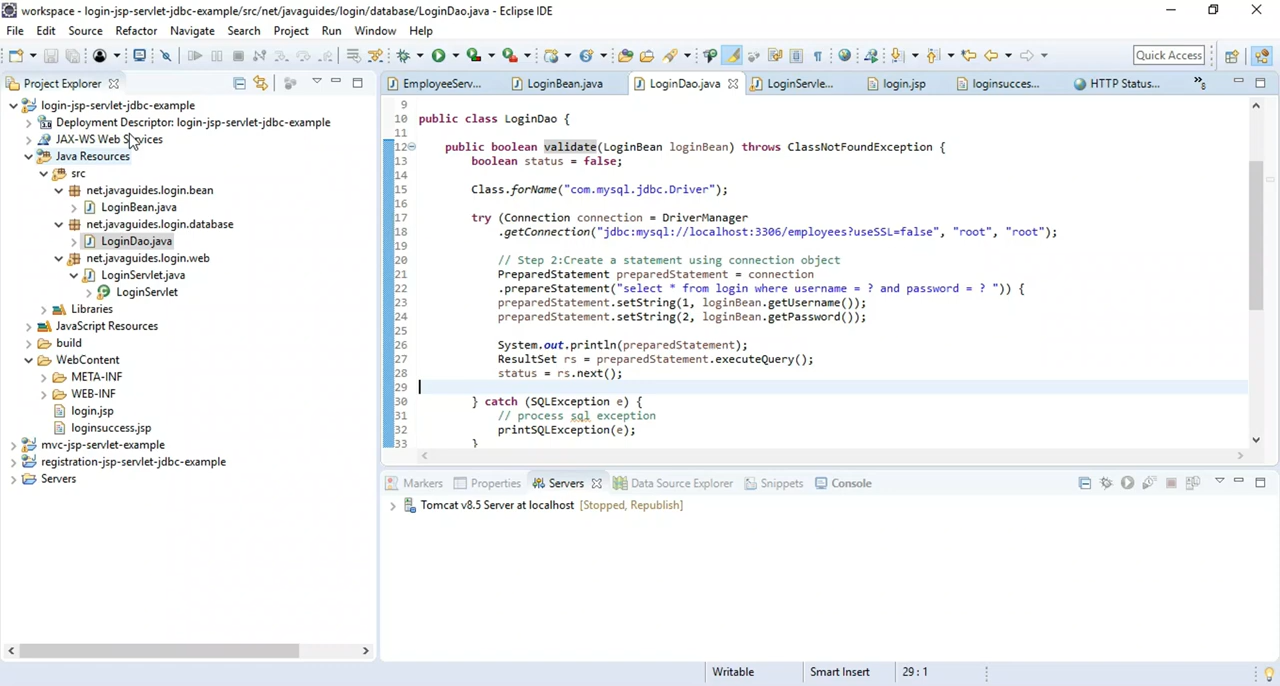 workspace - login-jsp-servlet-jdbc-example/src/net/javaguides/login/database/LoginDao.java - Eclipse IDE
File Edit Source Refactor Navigate Search Project Run Window Help
Quick Access
Project Explorer
EmployeeServ... LoginBean.java LoginDao.java LoginServle... login.jsp loginsucces... HTTP Status... »8
login-jsp-servlet-jdbc-example
Deployment Descriptor: login-jsp-servlet-jdbc-example
JAX-WS Web Services
Java Resources
src
net.javaguides.login.bean
LoginBean.java
net.javaguides.login.database
LoginDao.java
net.javaguides.login.web
LoginServlet.java
LoginServlet
Libraries
JavaScript Resources
build
WebContent
META-INF
WEB-INF
login.jsp
loginsuccess.jsp
mvc-jsp-servlet-example
registration-jsp-servlet-jdbc-example
Servers
9
10 public class LoginDao {
11
12 public boolean validate(LoginBean loginBean) throws ClassNotFoundException {
13 boolean status = false;
14
15 Class.forName("com.mysql.jdbc.Driver");
16
17 try (Connection connection = DriverManager
18 .getConnection("jdbc:mysql://localhost:3306/employees?useSSL=false", "root", "root");
19
20 // Step 2:Create a statement using connection object
21 PreparedStatement preparedStatement = connection
22 .prepareStatement("select * from login where username = ? and password = ? ")) {
23 preparedStatement.setString(1, loginBean.getUsername());
24 preparedStatement.setString(2, loginBean.getPassword());
25
26 System.out.println(preparedStatement);
27 ResultSet rs = preparedStatement.executeQuery();
28 status = rs.next();
29
30 } catch (SQLException e) {
31 // process sql exception
32 printSQLException(e);
33 }
Markers Properties Servers Data Source Explorer Snippets Console
Tomcat v8.5 Server at localhost [Stopped, Republish]
Writable Smart Insert 29 : 1